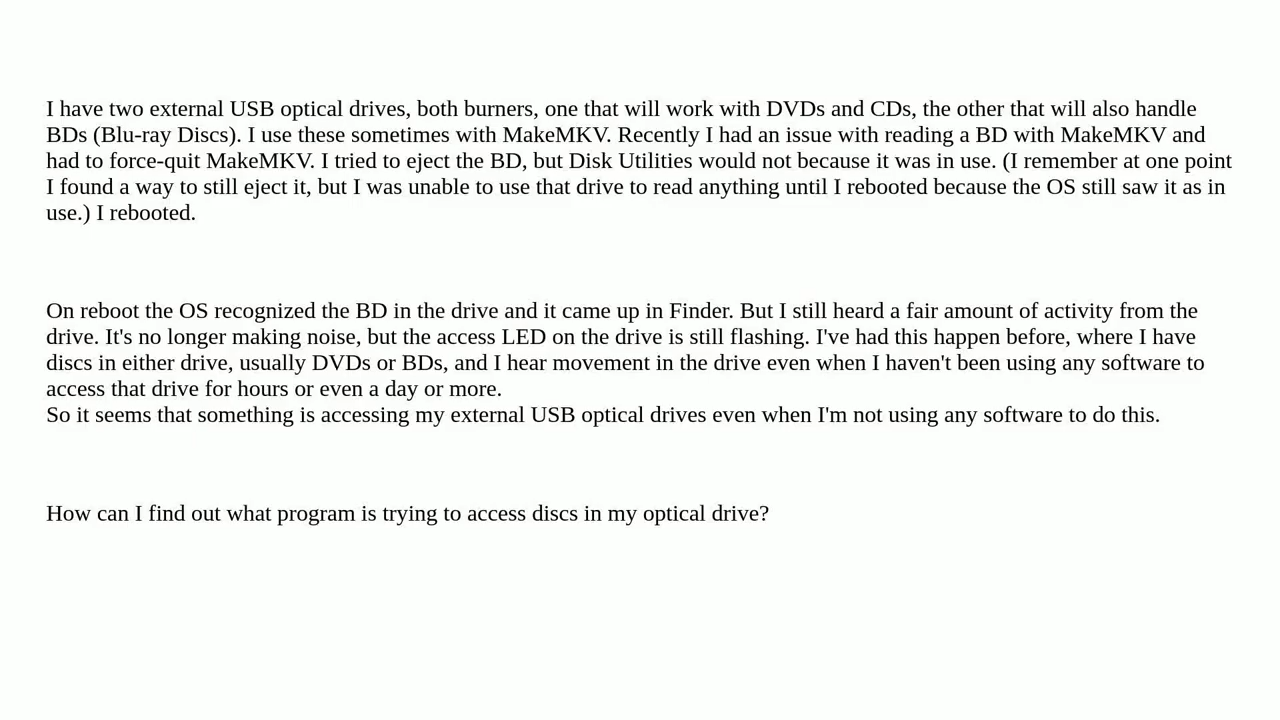 I have two external USB optical drives, both burners, one that will work with DVDs and CDs, the other that will also handle
BDs (Blu-ray Discs). I use these sometimes with MakeMKV. Recently I had an issue with reading a BD with MakeMKV and
had to force-quit MakeMKV. I tried to eject the BD, but Disk Utilities would not because it was in use. (I remember at one point
I found a way to still eject it, but I was unable to use that drive to read anything until I rebooted because the OS still saw it as in
use.) I rebooted.
On reboot the OS recognized the BD in the drive and it came up in Finder. But I still heard a fair amount of activity from the
drive. It's no longer making noise, but the access LED on the drive is still flashing. I've had this happen before, where I have
discs in either drive, usually DVDs or BDs, and I hear movement in the drive even when I haven't been using any software to
access that drive for hours or even a day or more.
So it seems that something is accessing my external USB optical drives even when I'm not using any software to do this.
How can I find out what program is trying to access discs in my optical drive?